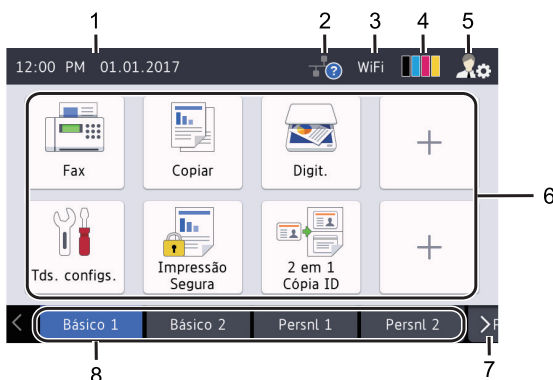 1 2 3 4 5
12:00 PM 01.01.2017 ? WiFi
Fax Copiar Digit. +
6
Tds. configs. Impressão Segura 2 em 1 Cópia ID +
< Básico 1 Básico 2 Persnl 1 Persnl 2 >
8 7